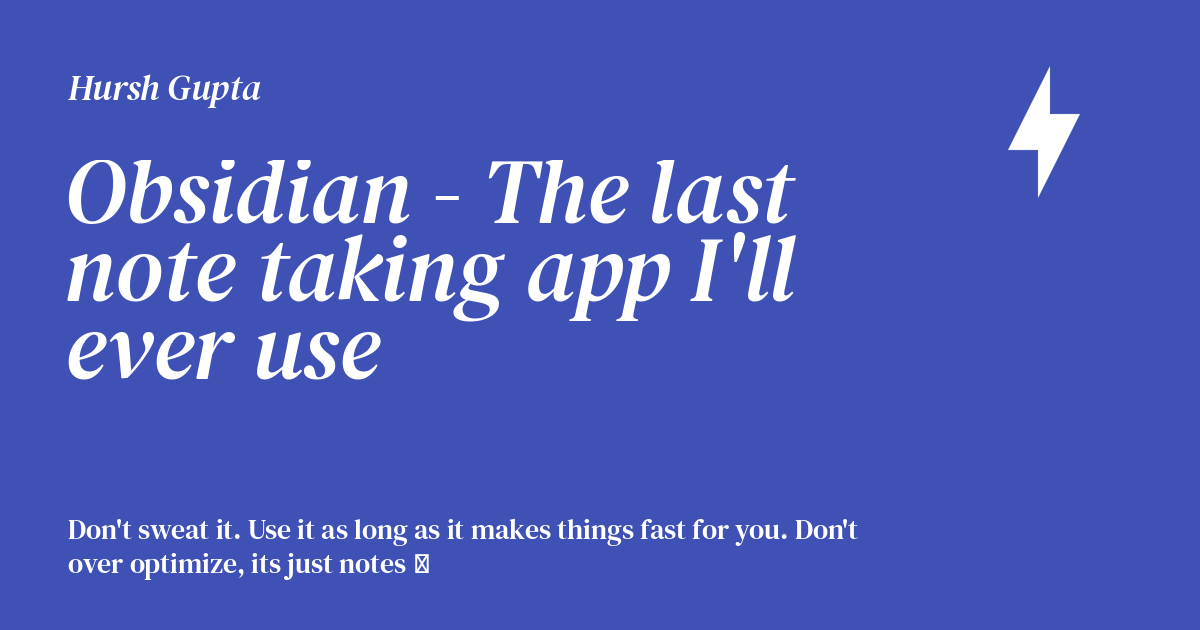 Hursh Gupta
Obsidian - The last
note taking app I'll
ever use
Don't sweat it. Use it as long as it makes things fast for you. Don't
over optimize, its just notes